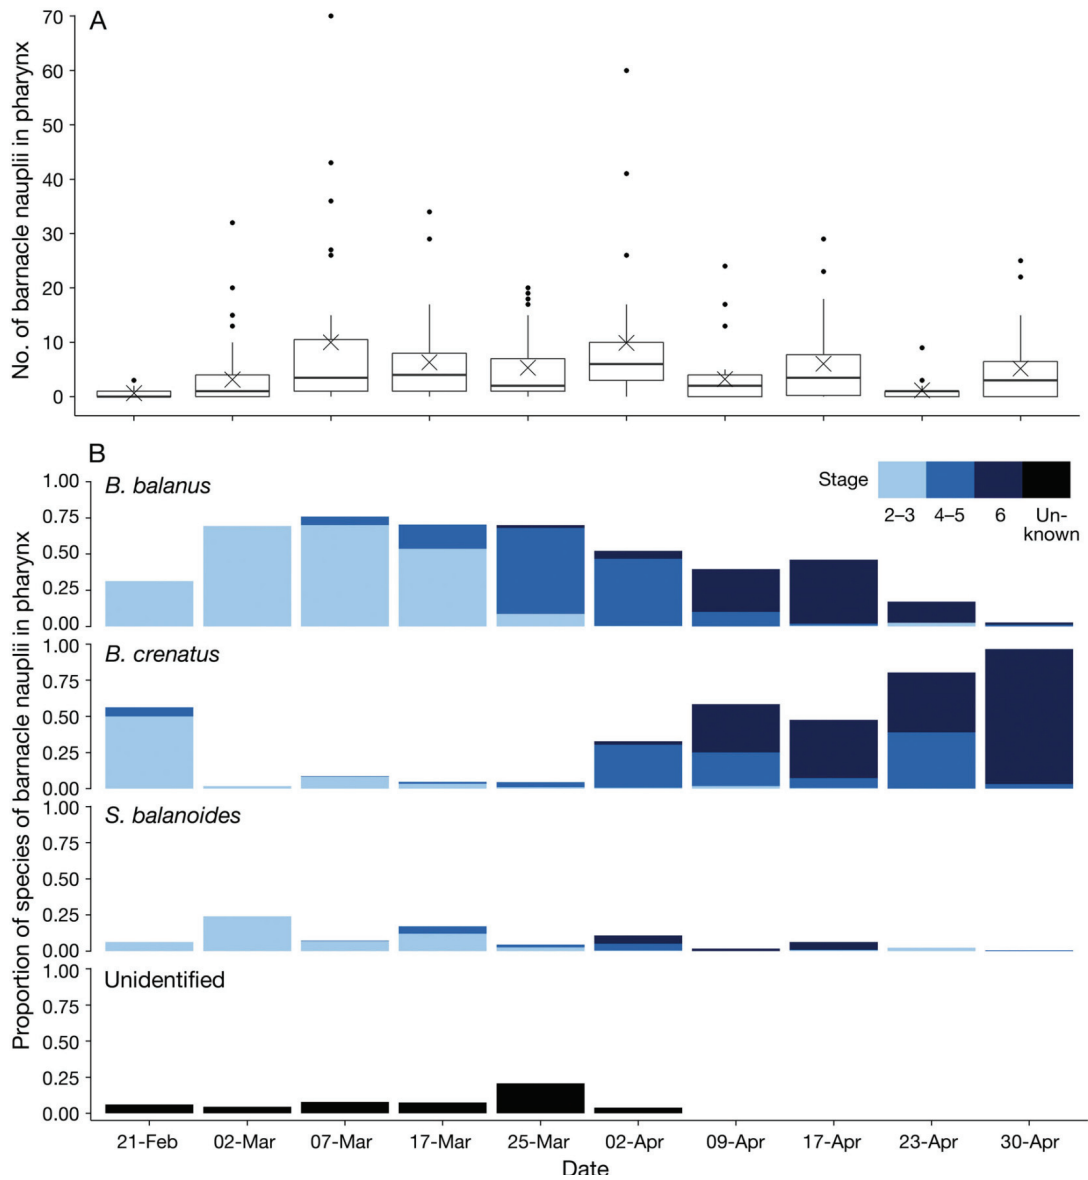 A
No. of barnacle nauplii in pharynx
70
60
50
40
30
20
10
0
B
Proportion of species of barnacle nauplii in pharynx
Stage
2–3 4–5 6 Un-
known
B. balanus
1.00
0.75
0.50
0.25
0.00
B. crenatus
1.00
0.75
0.50
0.25
0.00
S. balanoides
1.00
0.75
0.50
0.25
0.00
Unidentified
1.00
0.75
0.50
0.25
0.00
21-Feb 02-Mar 07-Mar 17-Mar 25-Mar 02-Apr 09-Apr 17-Apr 23-Apr 30-Apr
Date